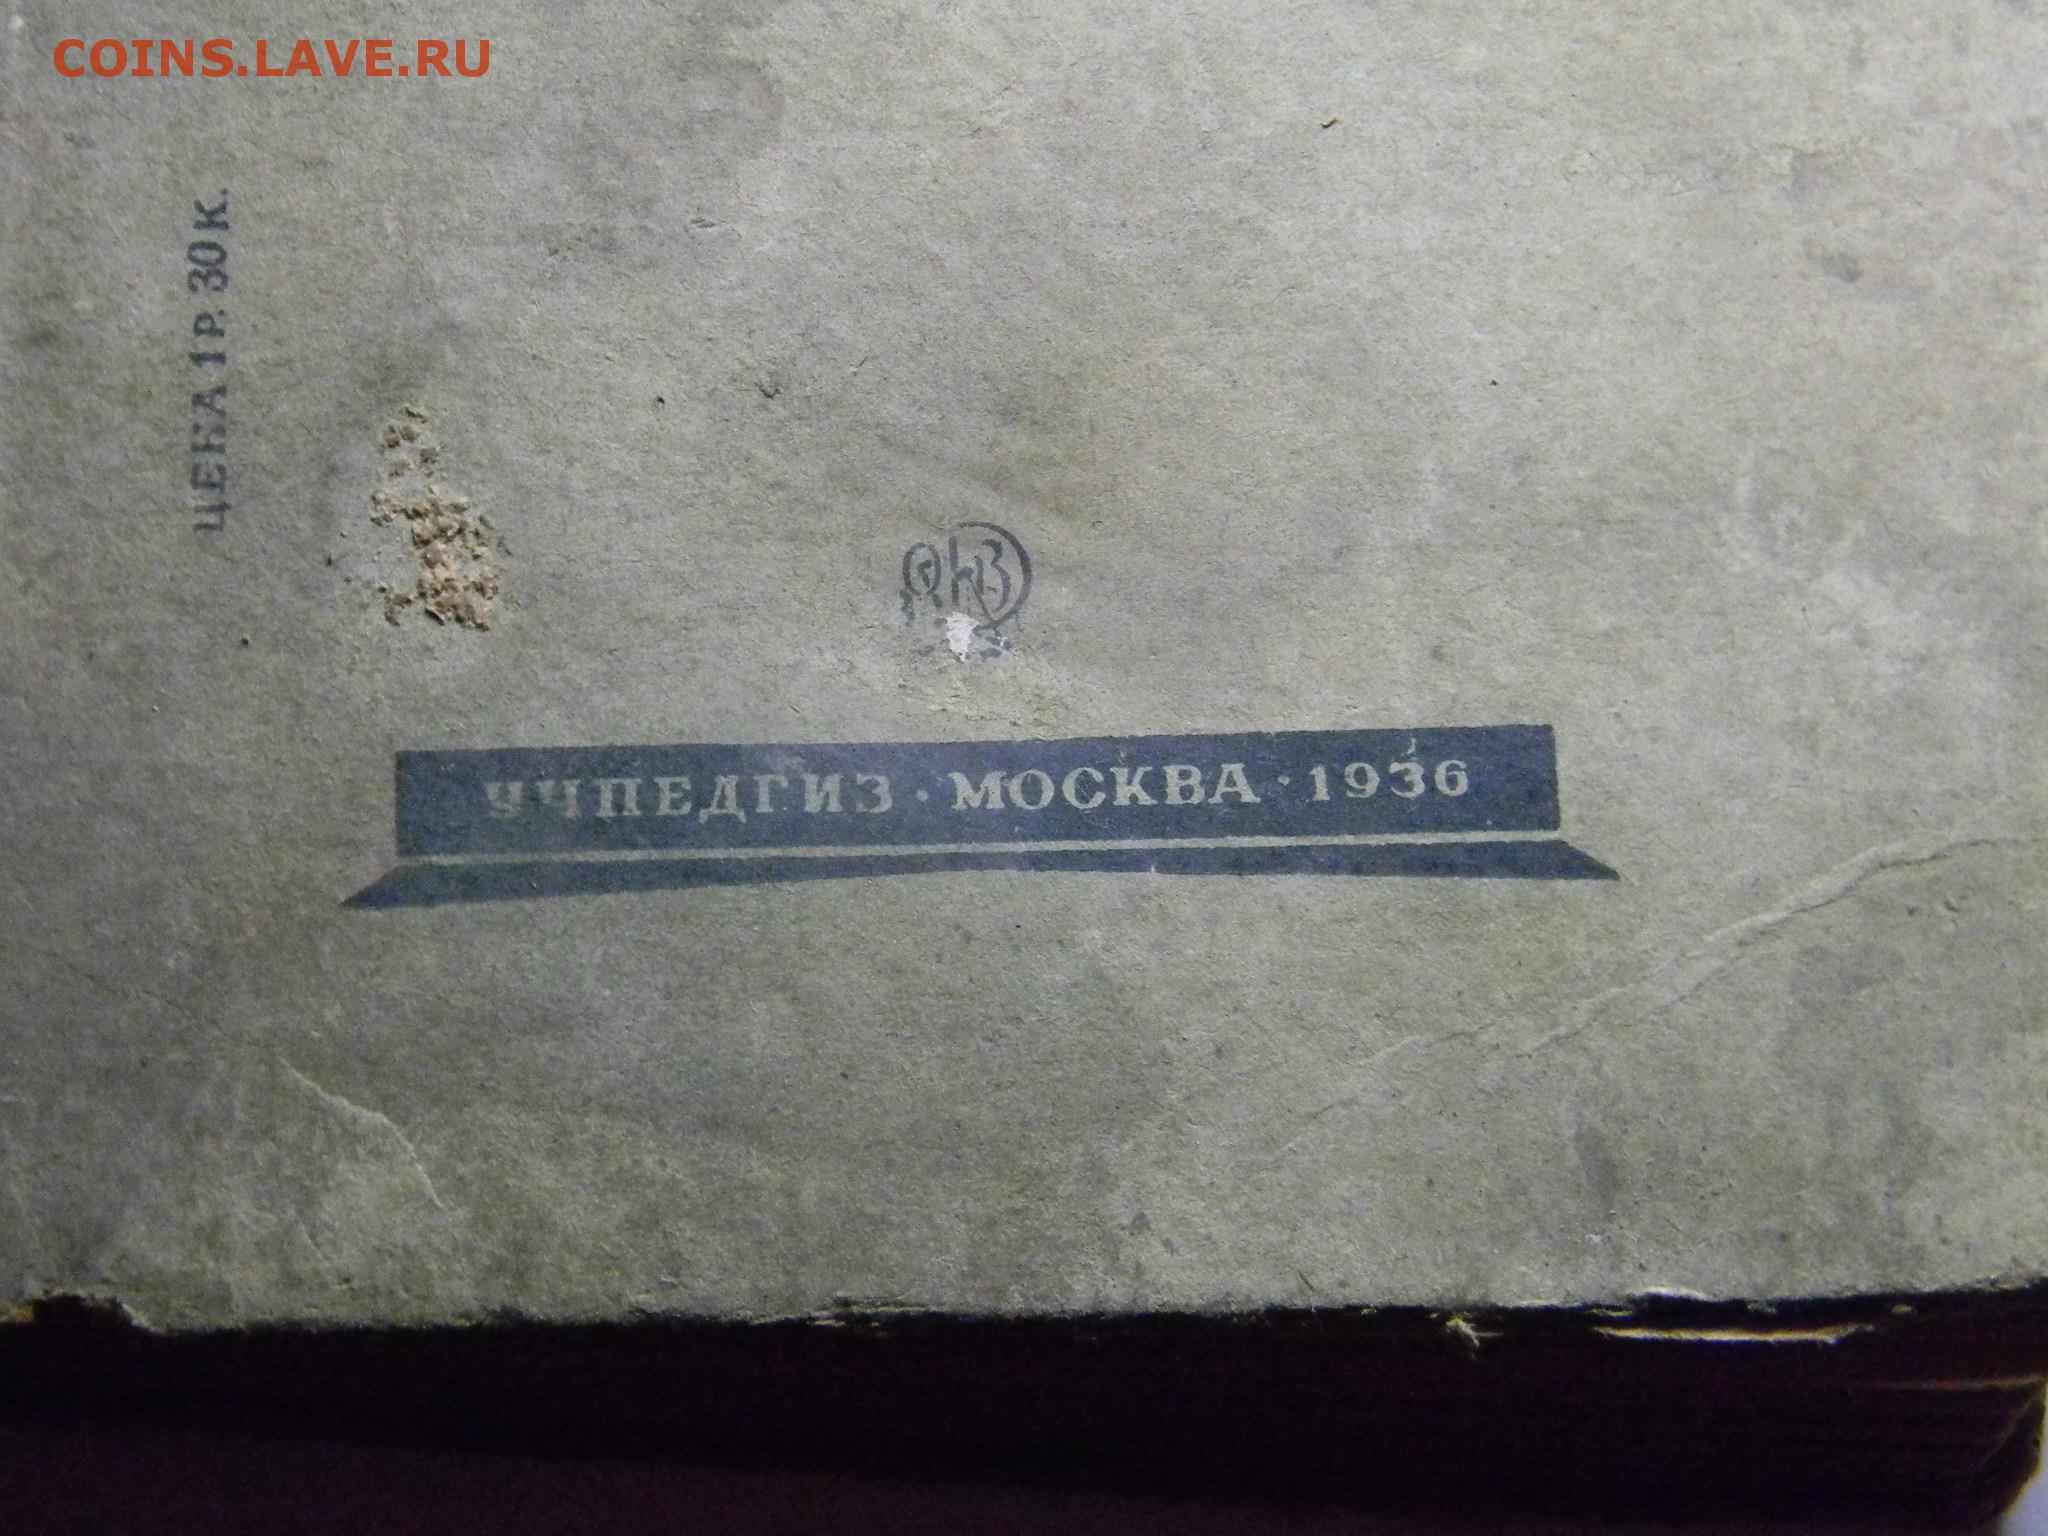 COINS.LAVE.RU
ЦЕНА 1 Р. 30 К.
УЧПЕДГИЗ · МОСКВА · 1936